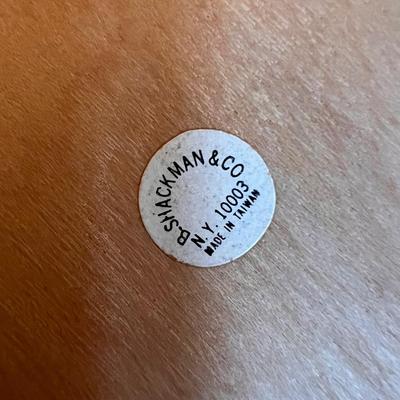 B. SHACKMAN & CO
N.Y. 10003
MADE IN TAIWAN